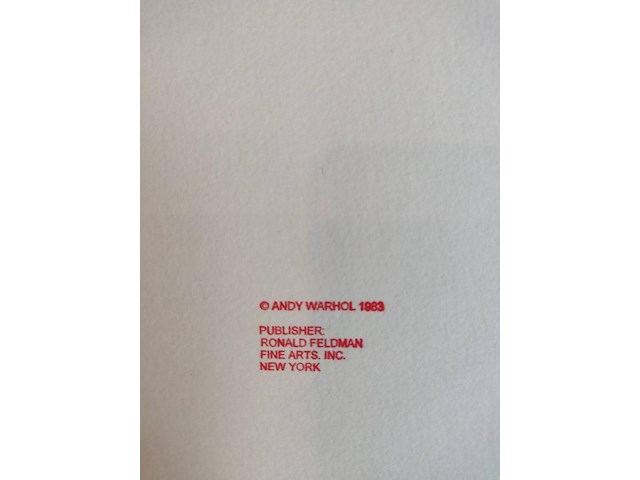 © ANDY WARHOL 1983
PUBLISHER:
RONALD FELDMAN
FINE ARTS. INC.
NEW YORK